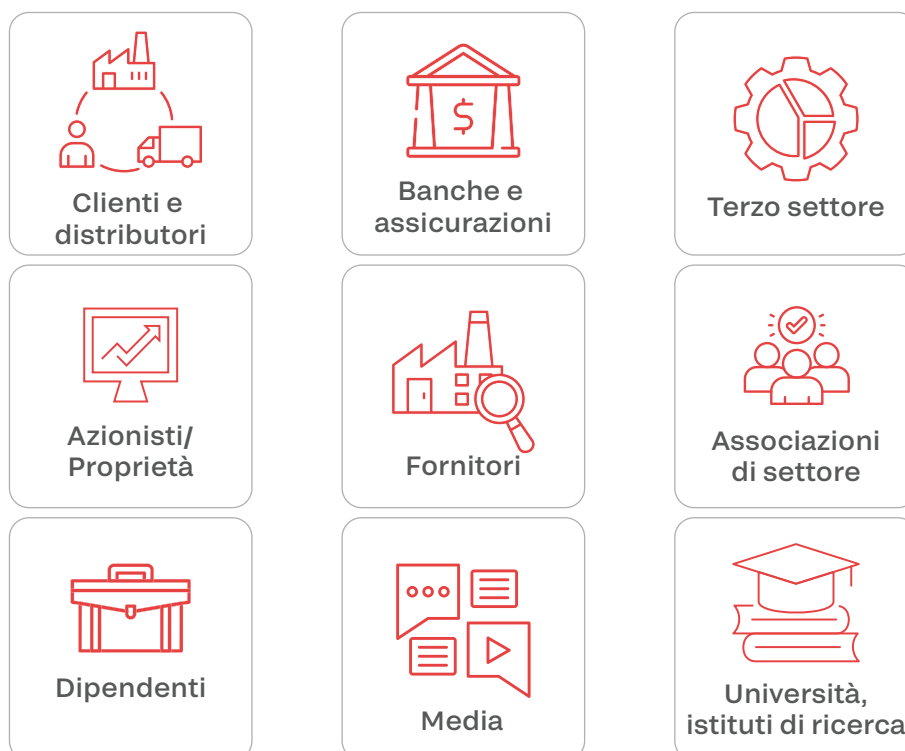 Clienti e
distributori
$
Banche e
assicurazioni
Terzo settore
Azionisti/
Proprietà
Fornitori
Associazioni
di settore
Dipendenti
Media
Università,
istituti di ricerca